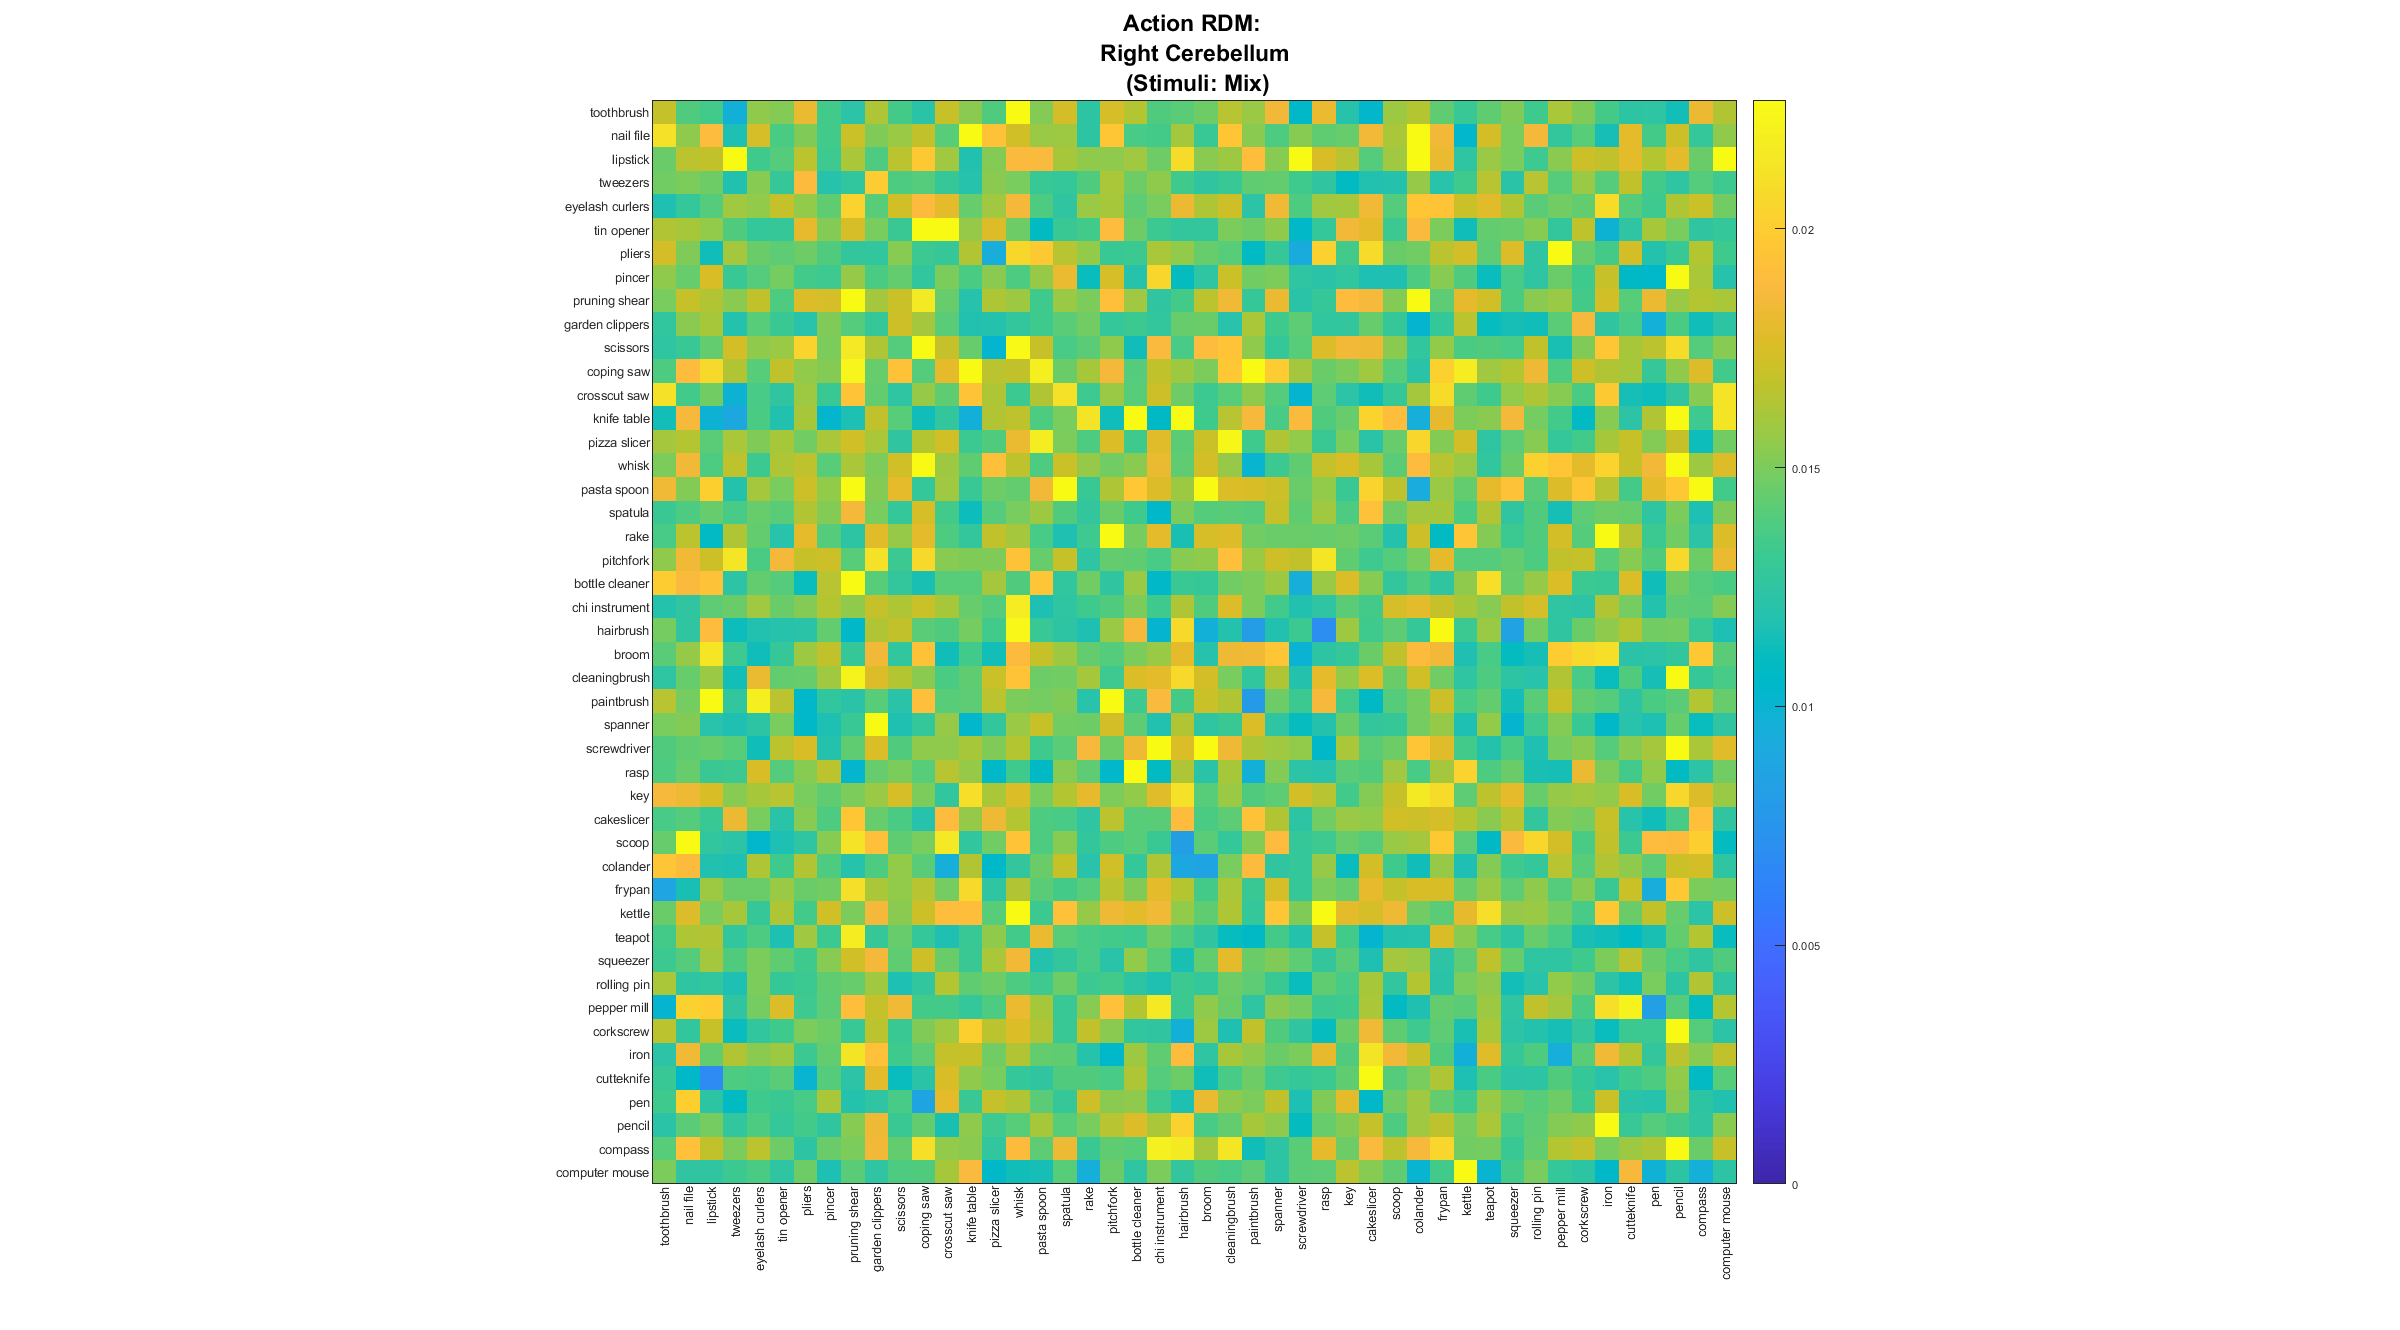 Action RDM:
Right Cerebellum
(Stimuli: Mix)
toothbrush
nail file
lipstick
tweezers
eyelash curlers
tin opener
pliers
pincer
pruning shear
garden clippers
scissors
coping saw
crosscut saw
knife table
pizza slicer
whisk
pasta spoon
spatula
rake
pitchfork
bottle cleaner
chi instrument
hairbrush
broom
cleaningbrush
paintbrush
spanner
screwdriver
rasp
key
cakeslicer
scoop
colander
frypan
kettle
teapot
squeezer
rolling pin
pepper mill
corkscrew
iron
cutteknife
pen
pencil
compass
computer mouse
0.02
0.015
0.01
0.005
0
toothbrush
nail file
lipstick
tweezers
eyelash curlers
tin opener
pliers
pincer
pruning shear
garden clippers
scissors
coping saw
crosscut saw
knife table
pizza slicer
whisk
pasta spoon
spatula
rake
pitchfork
bottle cleaner
chi instrument
hairbrush
broom
cleaningbrush
paintbrush
spanner
screwdriver
rasp
key
cakeslicer
scoop
colander
frypan
kettle
teapot
squeezer
rolling pin
pepper mill
corkscrew
iron
cutteknife
pen
pencil
compass
computer mouse